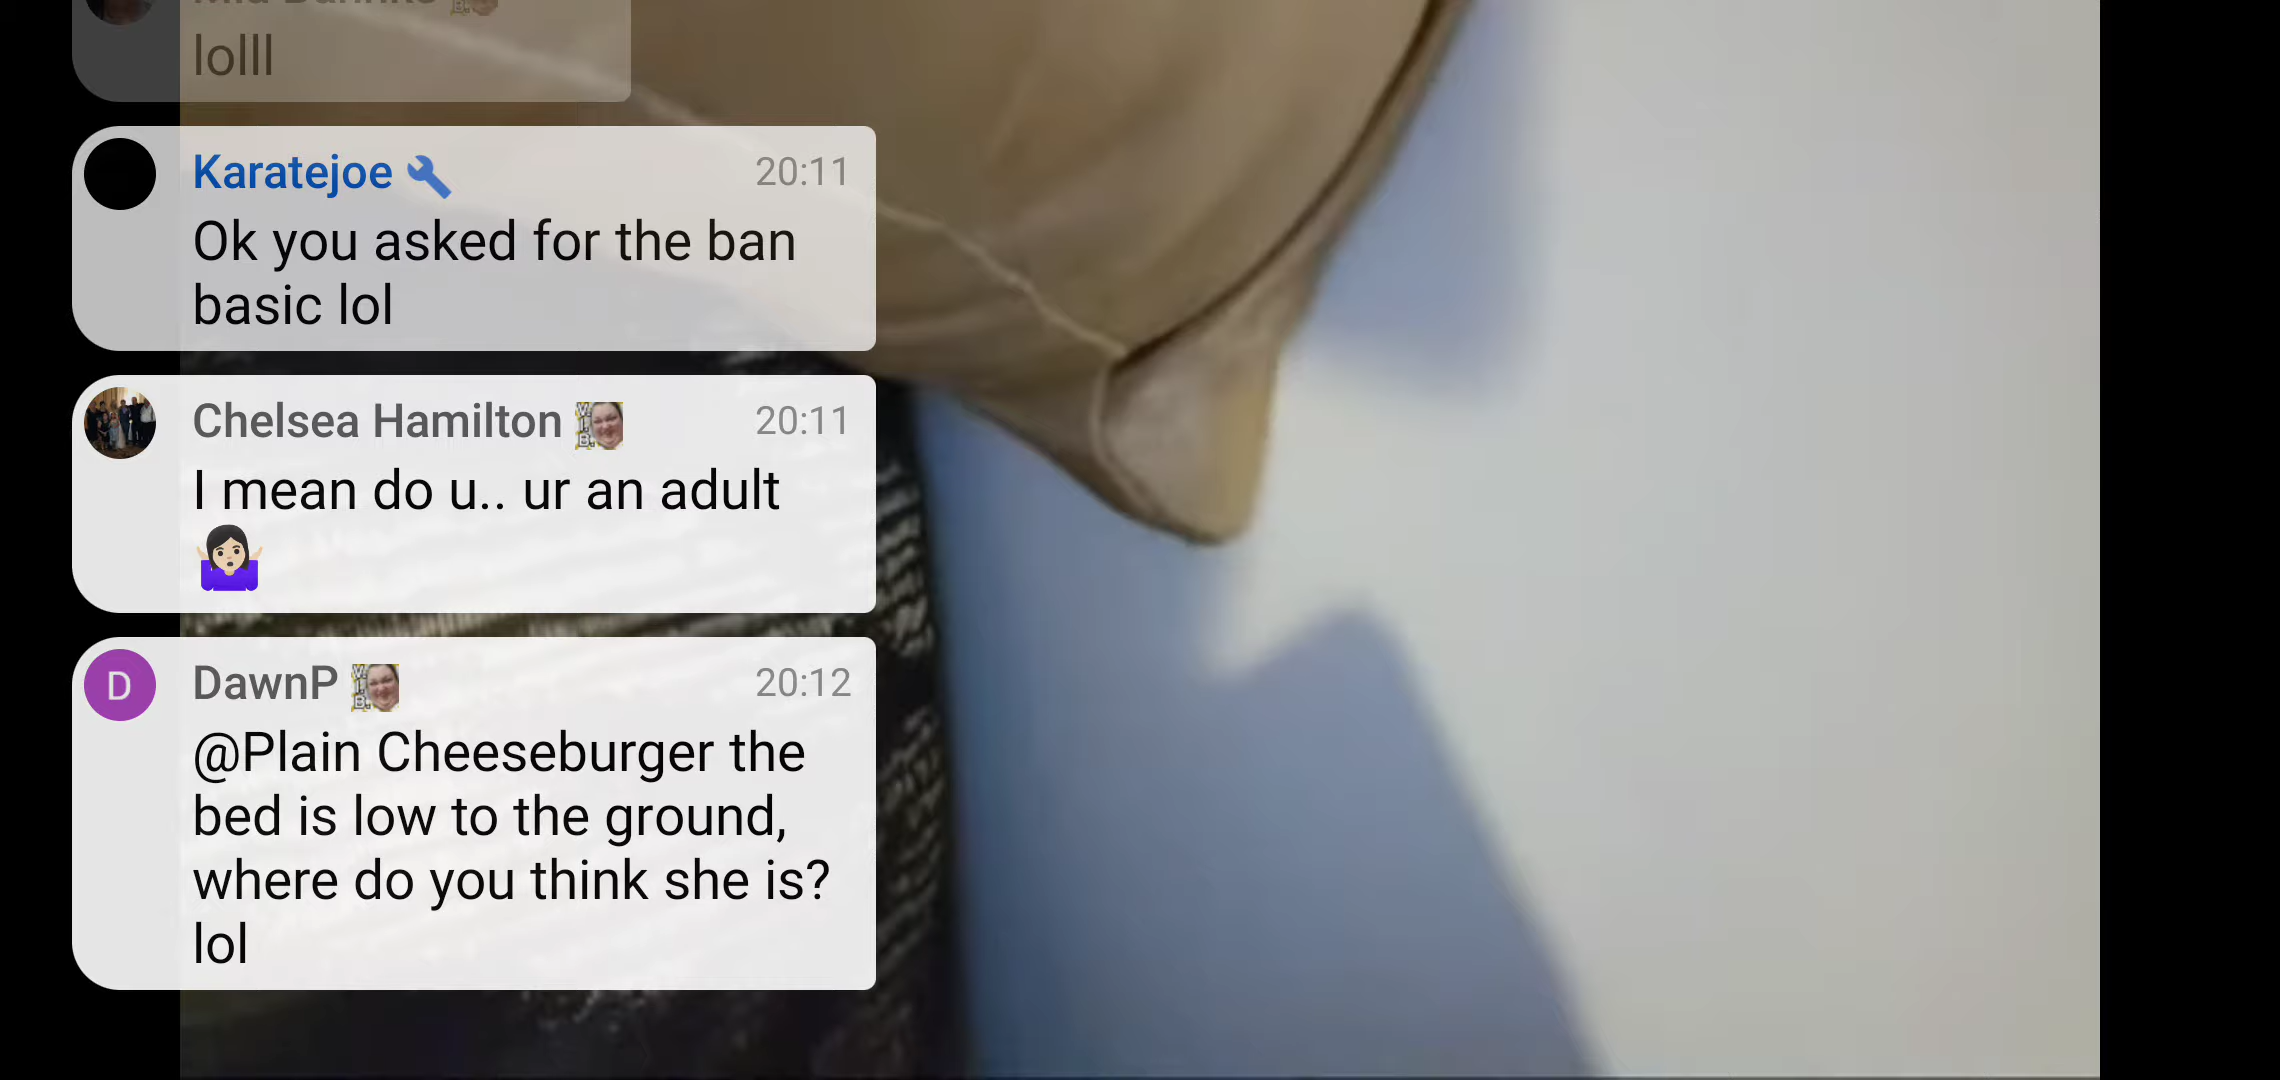 lolll
Karatejoe 20:11
Ok you asked for the ban
basic lol
Chelsea Hamilton 20:11
I mean do u.. ur an adult
🤷🏻‍♀️
D DawnP 20:12
@Plain Cheeseburger the
bed is low to the ground,
where do you think she is?
lol